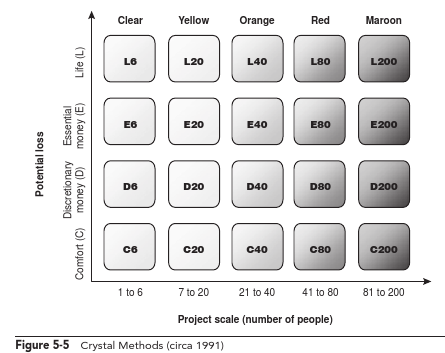 Clear Yellow Orange Red Maroon
Life (L)
L6 L20 L40 L80 L200
Essential
money (E)
E6 E20 E40 E80 E200
Potential loss
Discretionary
money (D)
D6 D20 D40 D80 D200
Comfort (C)
C6 C20 C40 C80 C200
1 to 6 7 to 20 21 to 40 41 to 80 81 to 200
Project scale (number of people)
Figure 5-5 Crystal Methods (circa 1991)